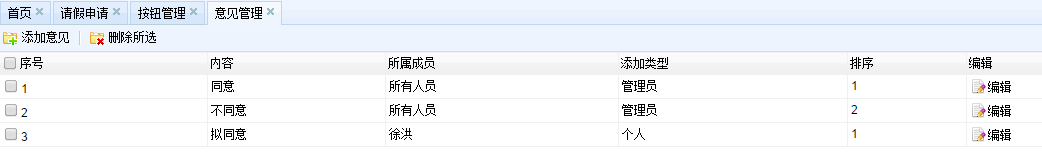 首页 请假申请 按钮管理 意见管理
添加意见 删除所选
序号 内容 所属成员 添加类型 排序 编辑
1 同意 所有人员 管理员 1 编辑
2 不同意 所有人员 管理员 2 编辑
3 拟同意 徐洪 个人 1 编辑